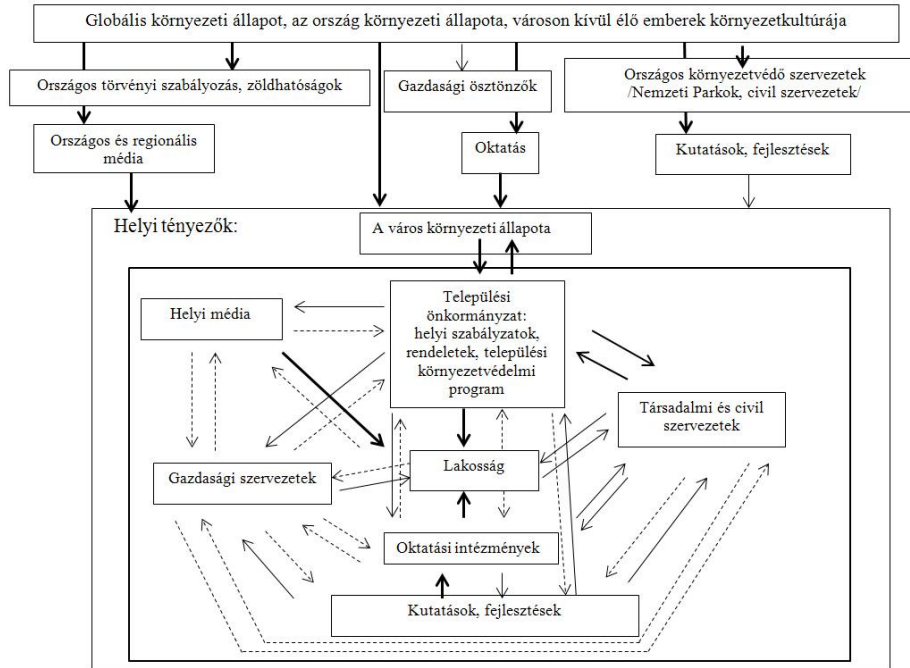 Globális környezeti állapot, az ország környezeti állapota, városon kívül élő emberek környezetkultúrája
Országos törvényi szabályozás, zöldhatóságok
Gazdasági ösztönzők
Országos környezetvédő szervezetek
/Nemzeti Parkok, civil szervezetek/
Országos és regionális
média
Oktatás
Kutatások, fejlesztések
Helyi tényezők:
A város környezeti állapota
Helyi média
Települési
önkormányzat:
helyi szabályzatok,
rendeletek, települési
környezetvédelmi
program
Társadalmi és civil
szervezetek
Gazdasági szervezetek
Lakosság
Oktatási intézmények
Kutatások, fejlesztések